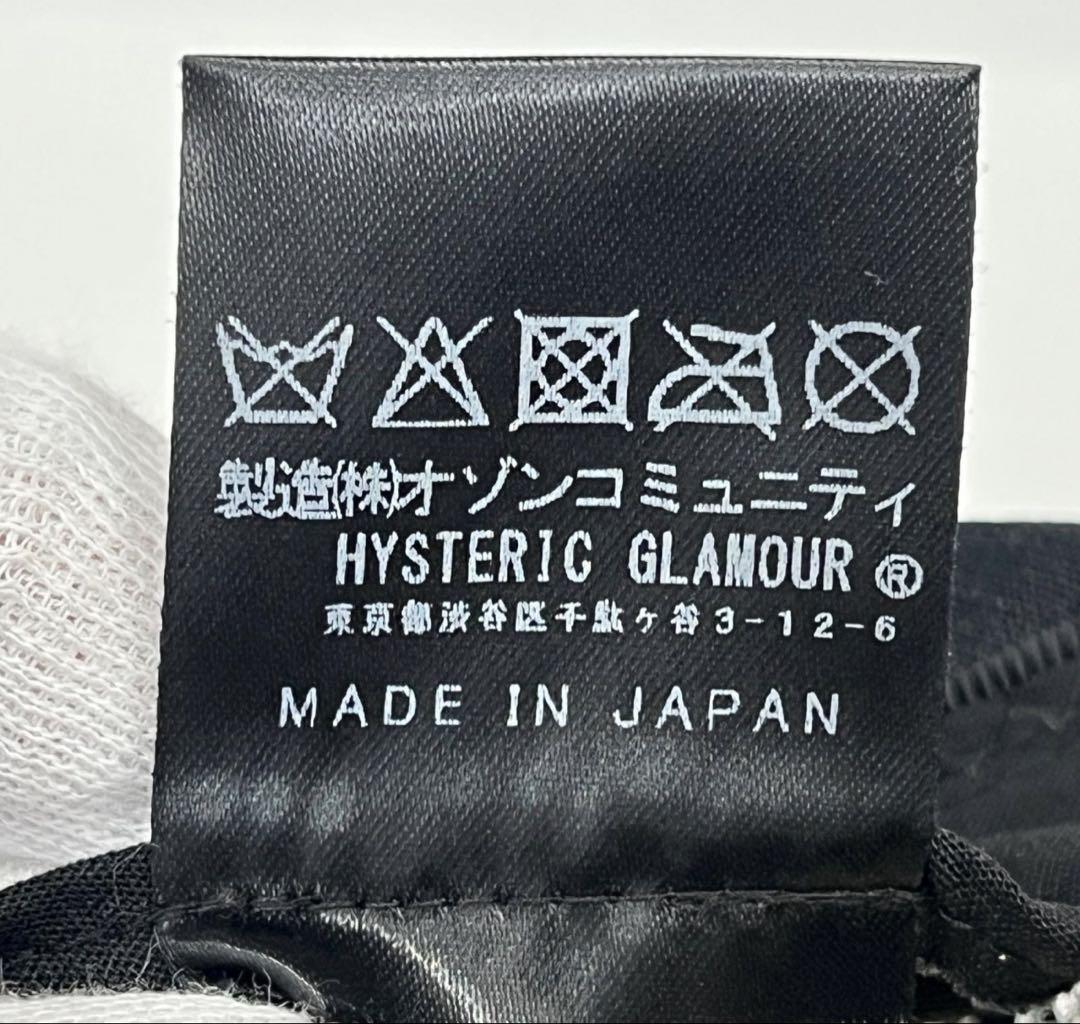 製造(株)オゾンコミュニティ
HYSTERIC GLAMOUR ®
東京都渋谷区千駄ヶ谷3-12-6
MADE IN JAPAN